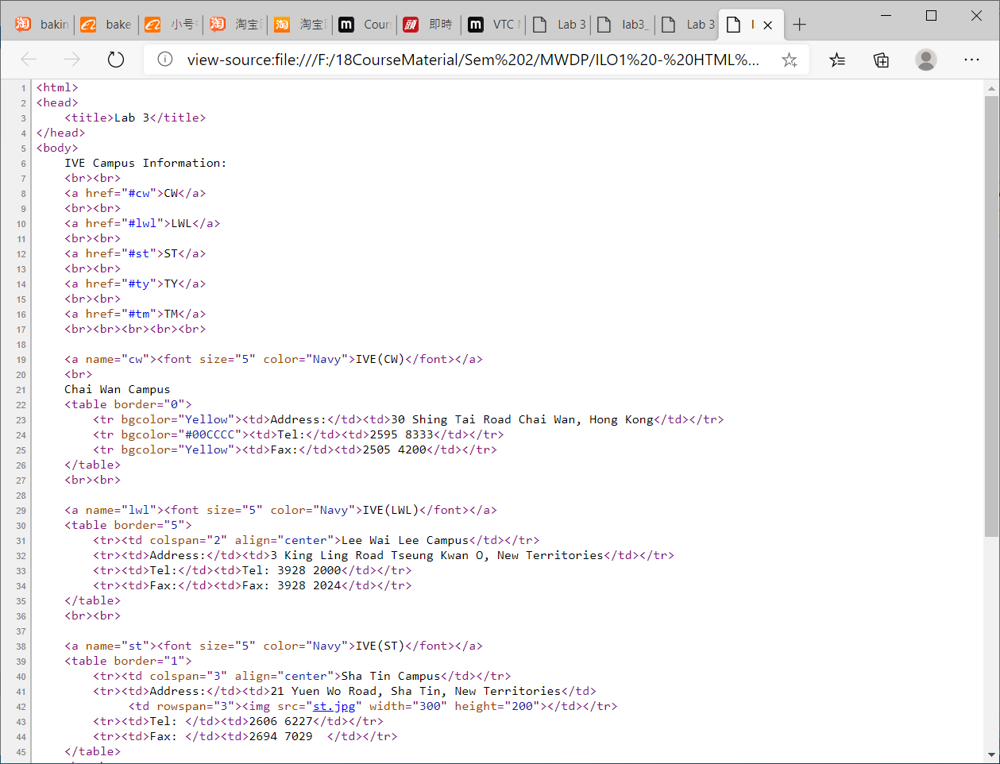 bakin bake 小号 淘宝 淘宝 Cour 即時 VTC Lab 3 lab3_ Lab 3 l
view-source:file:///F:/18CourseMaterial/Sem%202/MWDP/ILO1%20-%20HTML%...
1 <html>
2 <head>
3 <title>Lab 3</title>
4 </head>
5 <body>
6 IVE Campus Information:
7 <br><br>
8 <a href="#cw">CW</a>
9 <br><br>
10 <a href="#lwl">LWL</a>
11 <br><br>
12 <a href="#st">ST</a>
13 <br><br>
14 <a href="#ty">TY</a>
15 <br><br>
16 <a href="#tm">TM</a>
17 <br><br><br><br><br>
18
19 <a name="cw"><font size="5" color="Navy">IVE(CW)</font></a>
20 <br>
21 Chai Wan Campus
22 <table border="0">
23 <tr bgcolor="Yellow"><td>Address:</td><td>30 Shing Tai Road Chai Wan, Hong Kong</td></tr>
24 <tr bgcolor="#00CCCC"><td>Tel:</td><td>2595 8333</td></tr>
25 <tr bgcolor="Yellow"><td>Fax:</td><td>2505 4200</td></tr>
26 </table>
27 <br><br>
28
29 <a name="lwl"><font size="5" color="Navy">IVE(LWL)</font></a>
30 <table border="5">
31 <tr><td colspan="2" align="center">Lee Wai Lee Campus</td></tr>
32 <tr><td>Address:</td><td>3 King Ling Road Tseung Kwan O, New Territories</td></tr>
33 <tr><td>Tel:</td><td>Tel: 3928 2000</td></tr>
34 <tr><td>Fax:</td><td>Fax: 3928 2024</td></tr>
35 </table>
36 <br><br>
37
38 <a name="st"><font size="5" color="Navy">IVE(ST)</font></a>
39 <table border="1">
40 <tr><td colspan="3" align="center">Sha Tin Campus</td></tr>
41 <tr><td>Address:</td><td>21 Yuen Wo Road, Sha Tin, New Territories</td>
42 <td rowspan="3"><img src="st.jpg" width="300" height="200"></td></tr>
43 <tr><td>Tel: </td><td>2606 6227</td></tr>
44 <tr><td>Fax: </td><td>2694 7029  </td></tr>
45 </table>